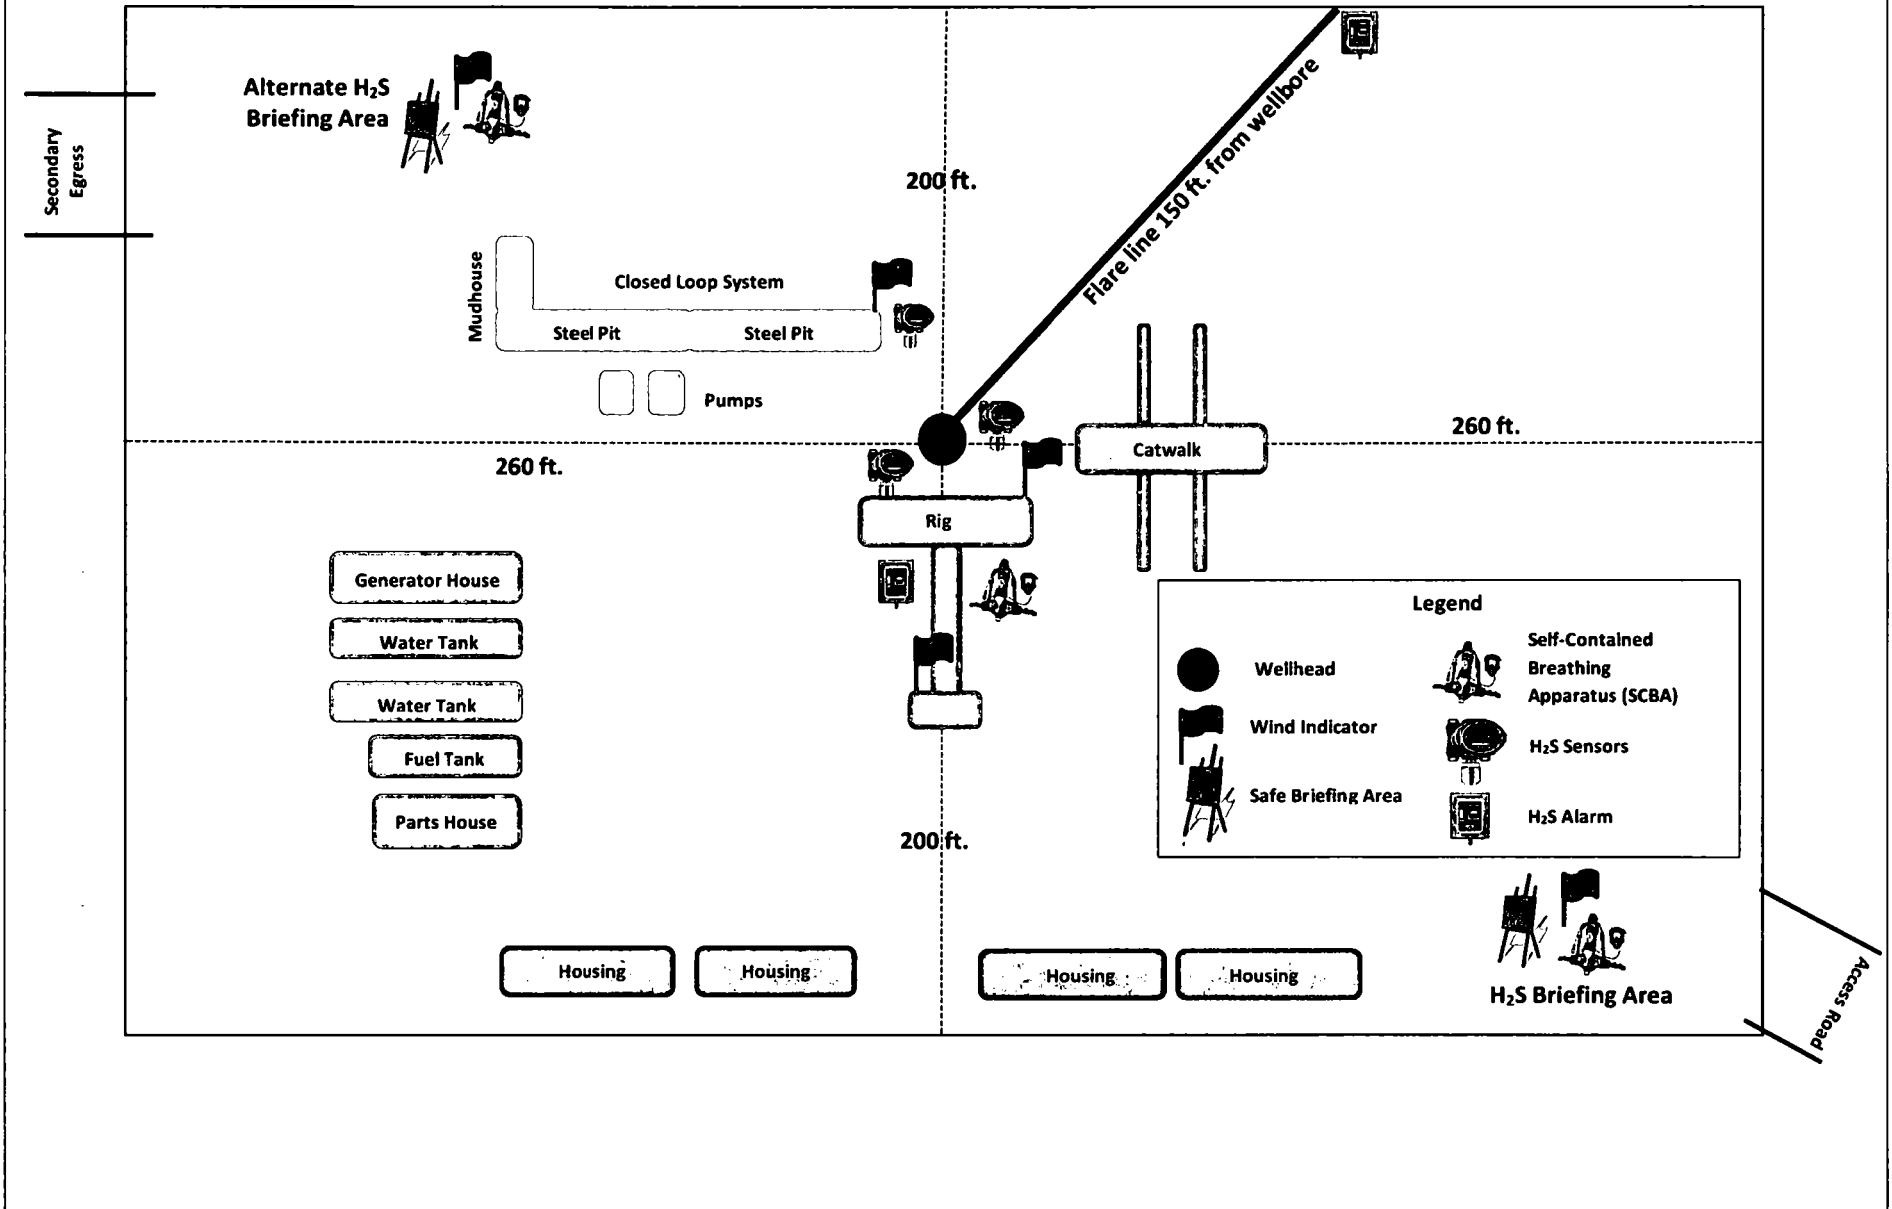 Alternate H₂S
Briefing Area
Secondary
Egress
200 ft.
Flare line 150 ft. from wellbore
Mudhouse
Closed Loop System
Steel Pit
Steel Pit
Pumps
260 ft.
260 ft.
Catwalk
Rig
Generator House
Water Tank
Water Tank
Fuel Tank
Parts House
200 ft.
Legend
Wellhead
Wind Indicator
Safe Briefing Area
Self-Contained
Breathing
Apparatus (SCBA)
H₂S Sensors
H₂S Alarm
Housing
Housing
Housing
Housing
H₂S Briefing Area
Access Road